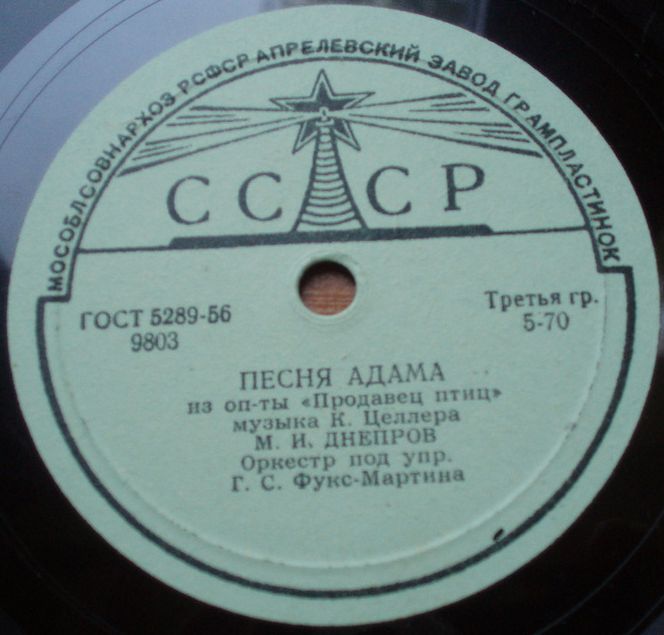 МОСОБЛСОВНАРХОЗ РСФСР АПРЕЛЕВСКИЙ ЗАВОД ГРАМПЛАСТИНОК
СССР
ГОСТ 5289-56
9803
Третья гр.
5-70
ПЕСНЯ АДАМА
из оп-ты «Продавец птиц»
музыка К. Целлера
М. И. ДНЕПРОВ
Оркестр под упр.
Г. С. Фукс-Мартина